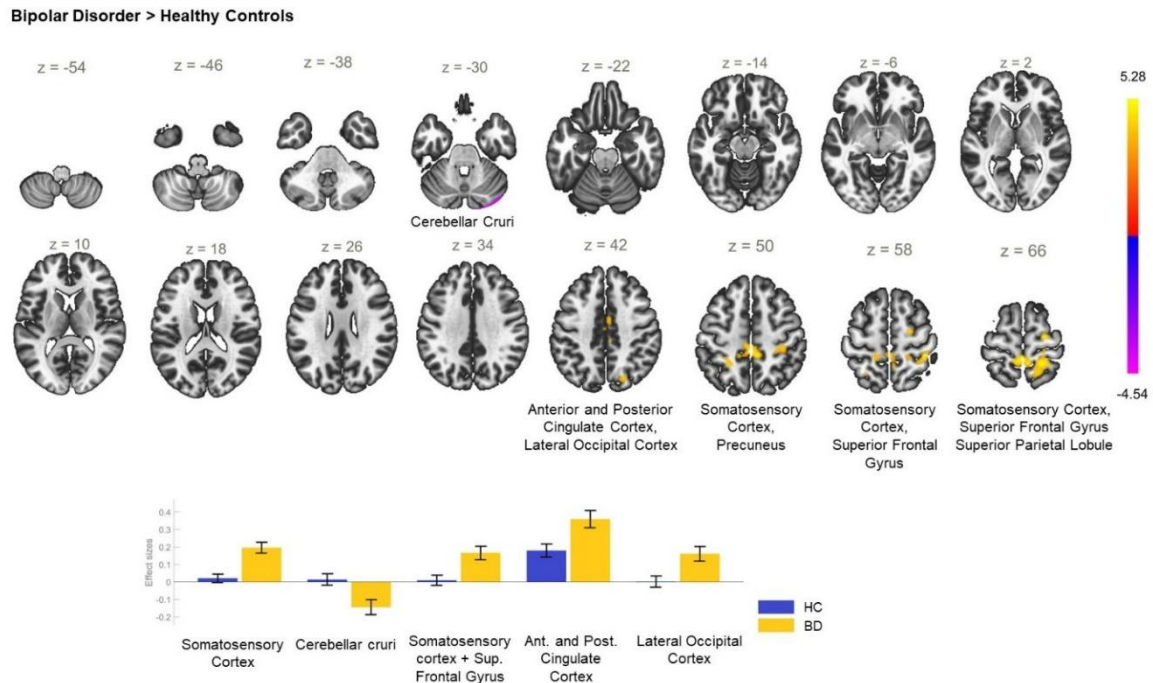 Bipolar Disorder > Healthy Controls
z = -54
z = -46
z = -38
z = -30
z = -22
z = -14
z = -6
z = 2
5.28
Cerebellar Cruri
z = 10
z = 18
z = 26
z = 34
z = 42
z = 50
z = 58
z = 66
-4.54
Anterior and Posterior
Cingulate Cortex,
Lateral Occipital Cortex
Somatosensory
Cortex,
Precuneus
Somatosensory
Cortex,
Superior Frontal
Gyrus
Somatosensory Cortex,
Superior Frontal Gyrus
Superior Parietal Lobule
Effect sizes
0.4
0.3
0.2
0.1
0
-0.1
-0.2
HC
BD
Somatosensory
Cortex
Cerebellar cruri
Somatosensory
cortex + Sup.
Frontal Gyrus
Ant. and Post.
Cingulate
Cortex
Lateral Occipital
Cortex